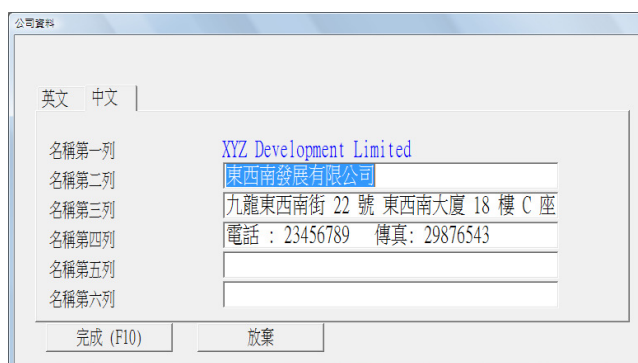 公司資料
英文 中文
名稱第一列 XYZ Development Limited
名稱第二列 東西南發展有限公司
名稱第三列 九龍東西南街 22 號 東西南大廈 18 樓 C 座
名稱第四列 電話 : 23456789 傳真: 29876543
名稱第五列
名稱第六列
完成 (F10) 放棄